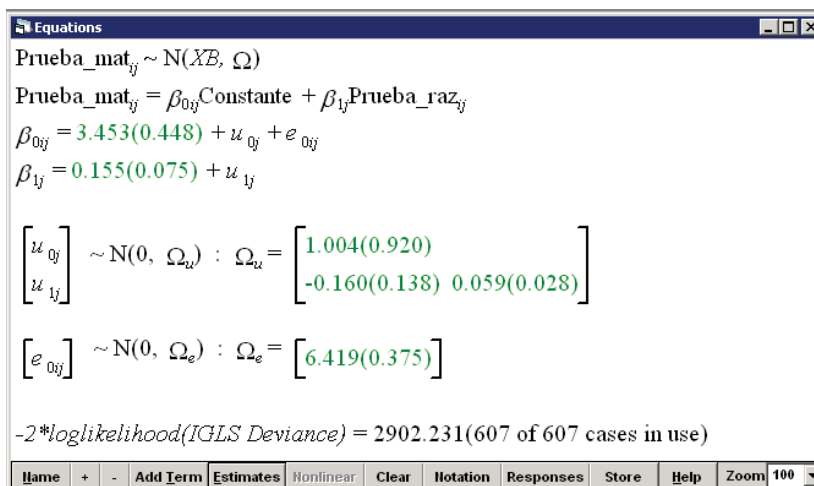 Equations
Prueba_mat_ij ~ N(XB, Ω)
Prueba_mat_ij = β_0ij Constante + β_1j Prueba_raz_ij
β_0ij = 3.453(0.448) + u_0j + e_0ij
β_1j = 0.155(0.075) + u_1j
[u_0j u_1j] ~ N(0, Ω_u) : Ω_u = [1.004(0.920)
-0.160(0.138) 0.059(0.028)]
[e_0ij] ~ N(0, Ω_e) : Ω_e = [6.419(0.375)]
-2*loglikelihood(IGLS Deviance) = 2902.231(607 of 607 cases in use)
Name + - Add Term Estimates Nonlinear Clear Notation Responses Store Help Zoom 100